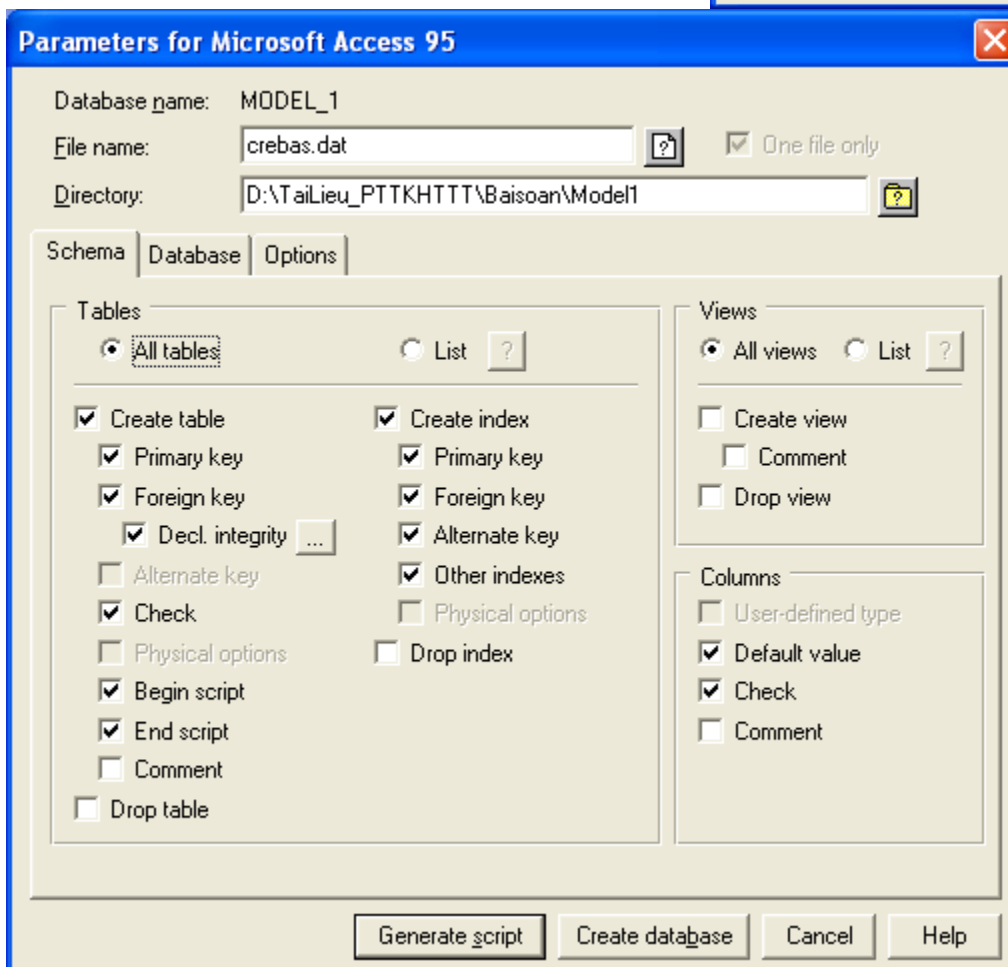 Parameters for Microsoft Access 95
Database name: MODEL_1
File name: crebas.dat One file only
Directory: D:\TaiLieu_PTTKHTTT\Baisoan\Model1
Schema Database Options
Tables
All tables List ?
Create table Create index
Primary key Primary key
Foreign key Foreign key
Decl. integrity ... Alternate key
Alternate key Other indexes
Check Physical options
Physical options Drop index
Begin script
End script
Comment
Drop table
Views
All views List ?
Create view
Comment
Drop view
Columns
User-defined type
Default value
Check
Comment
Generate script Create database Cancel Help